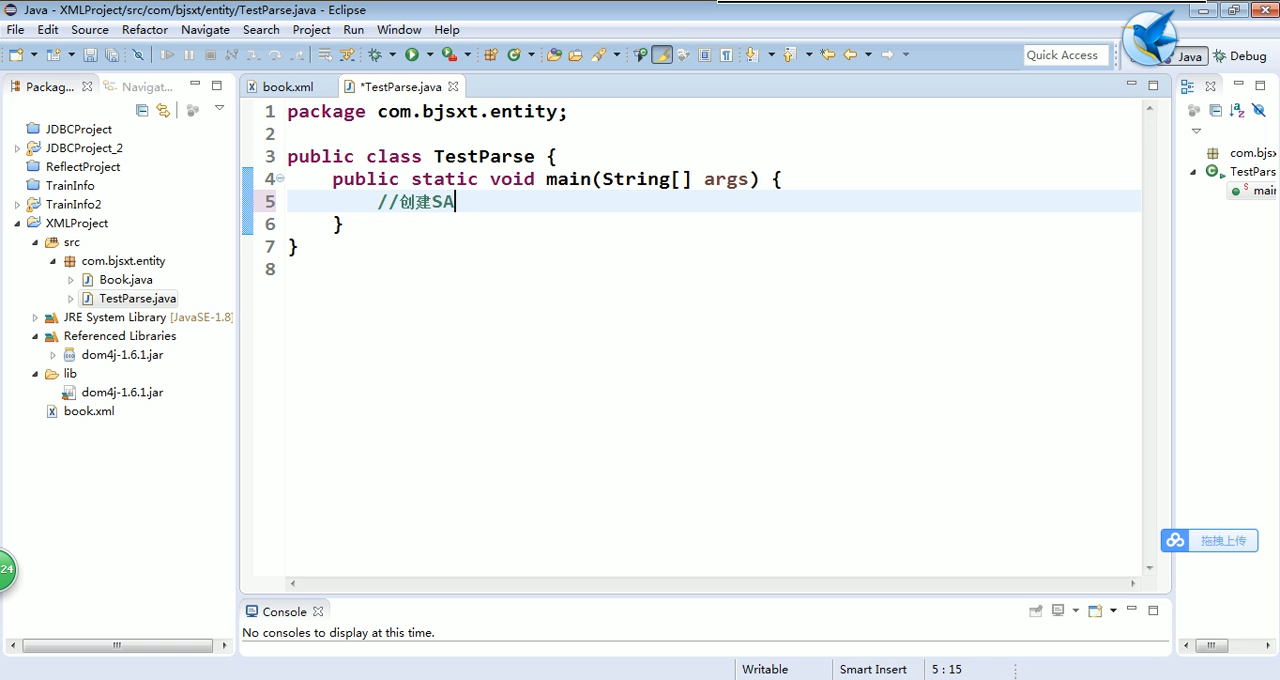 Java - XMLProject/src/com/bjsxt/entity/TestParse.java - Eclipse
File Edit Source Refactor Navigate Search Project Run Window Help
Quick Access
Java
Debug
Packag...
Navigat...
JDBCProject
JDBCProject_2
ReflectProject
TrainInfo
TrainInfo2
XMLProject
src
com.bjsxt.entity
Book.java
TestParse.java
JRE System Library [JavaSE-1.8]
Referenced Libraries
dom4j-1.6.1.jar
lib
dom4j-1.6.1.jar
book.xml
24
book.xml
*TestParse.java
1 package com.bjsxt.entity;
2
3 public class TestParse {
4 public static void main(String[] args) {
5 //创建SA
6 }
7 }
8
com.bjsx
TestPars
main
拖拽上传
Console
No consoles to display at this time.
Writable
Smart Insert
5 : 15